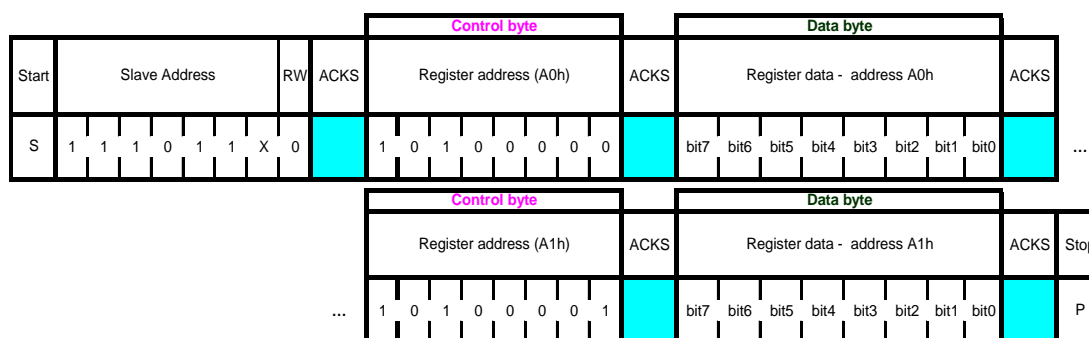 Control byte Data byte
Start Slave Address RW ACKS Register address (A0h) ACKS Register data - address A0h ACKS
S 1 1 1 0 1 1 X 0 1 0 1 0 0 0 0 0 bit7 bit6 bit5 bit4 bit3 bit2 bit1 bit0 ...
Control byte Data byte
Register address (A1h) ACKS Register data - address A1h ACKS Stop
... 1 0 1 0 0 0 0 1 bit7 bit6 bit5 bit4 bit3 bit2 bit1 bit0 P